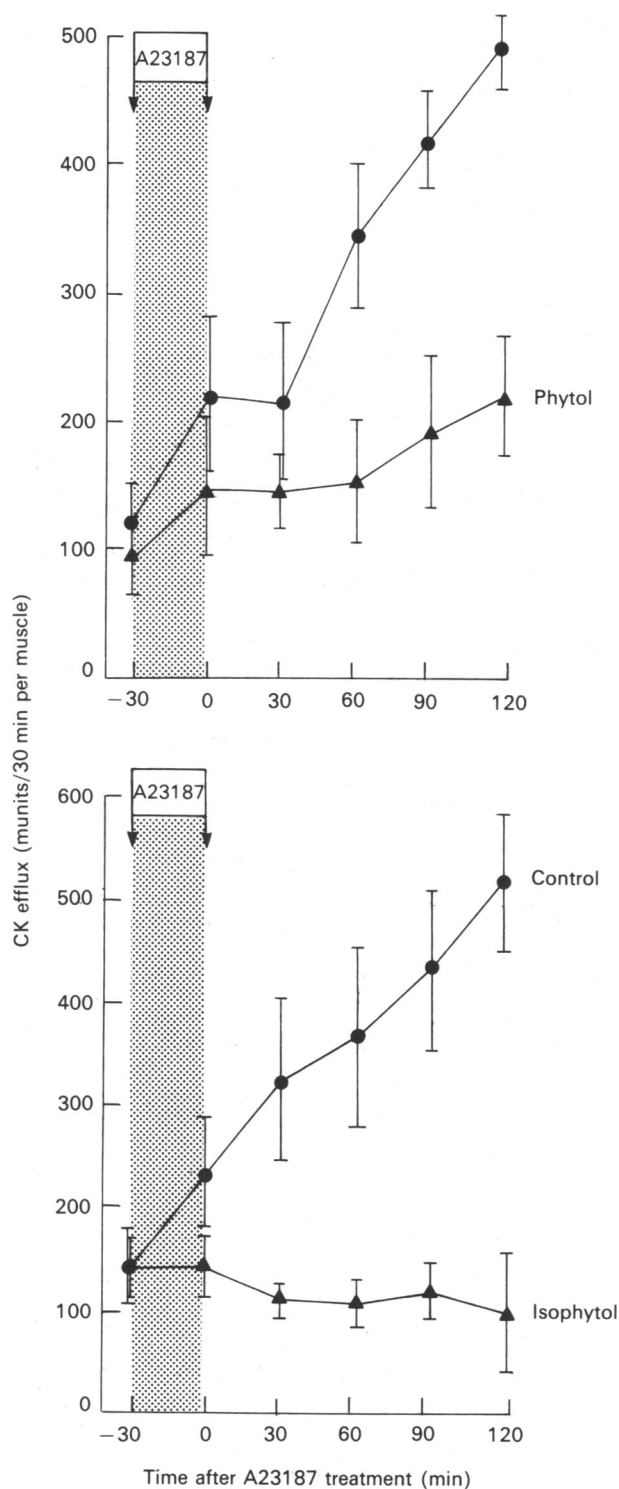 500
A23187
400
300
200
Phytol
100
0
−30 0 30 60 90 120
CK efflux (munits/30 min per muscle)
600
A23187
500
Control
400
300
200
100
Isophytol
0
−30 0 30 60 90 120
Time after A23187 treatment (min)